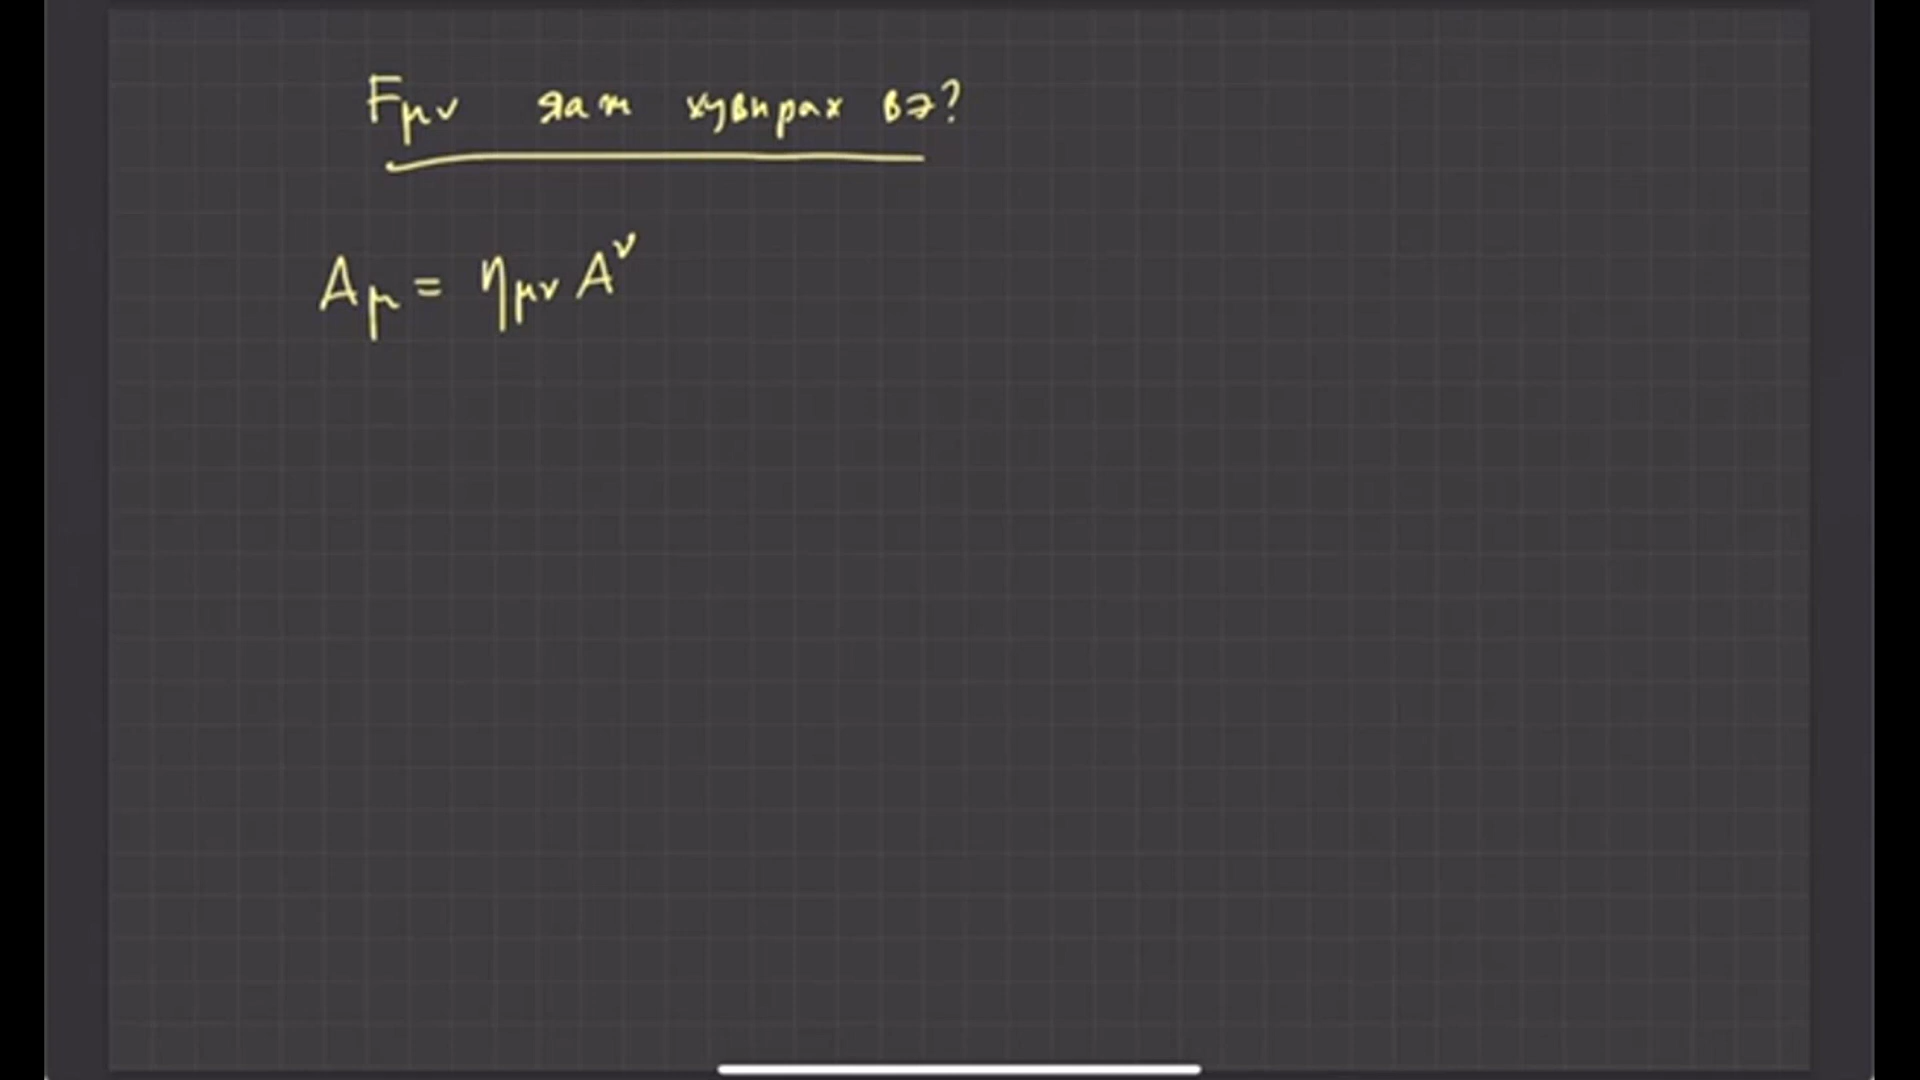 Fμν яаж хувирах вэ?
Aμ = ημν A^ν